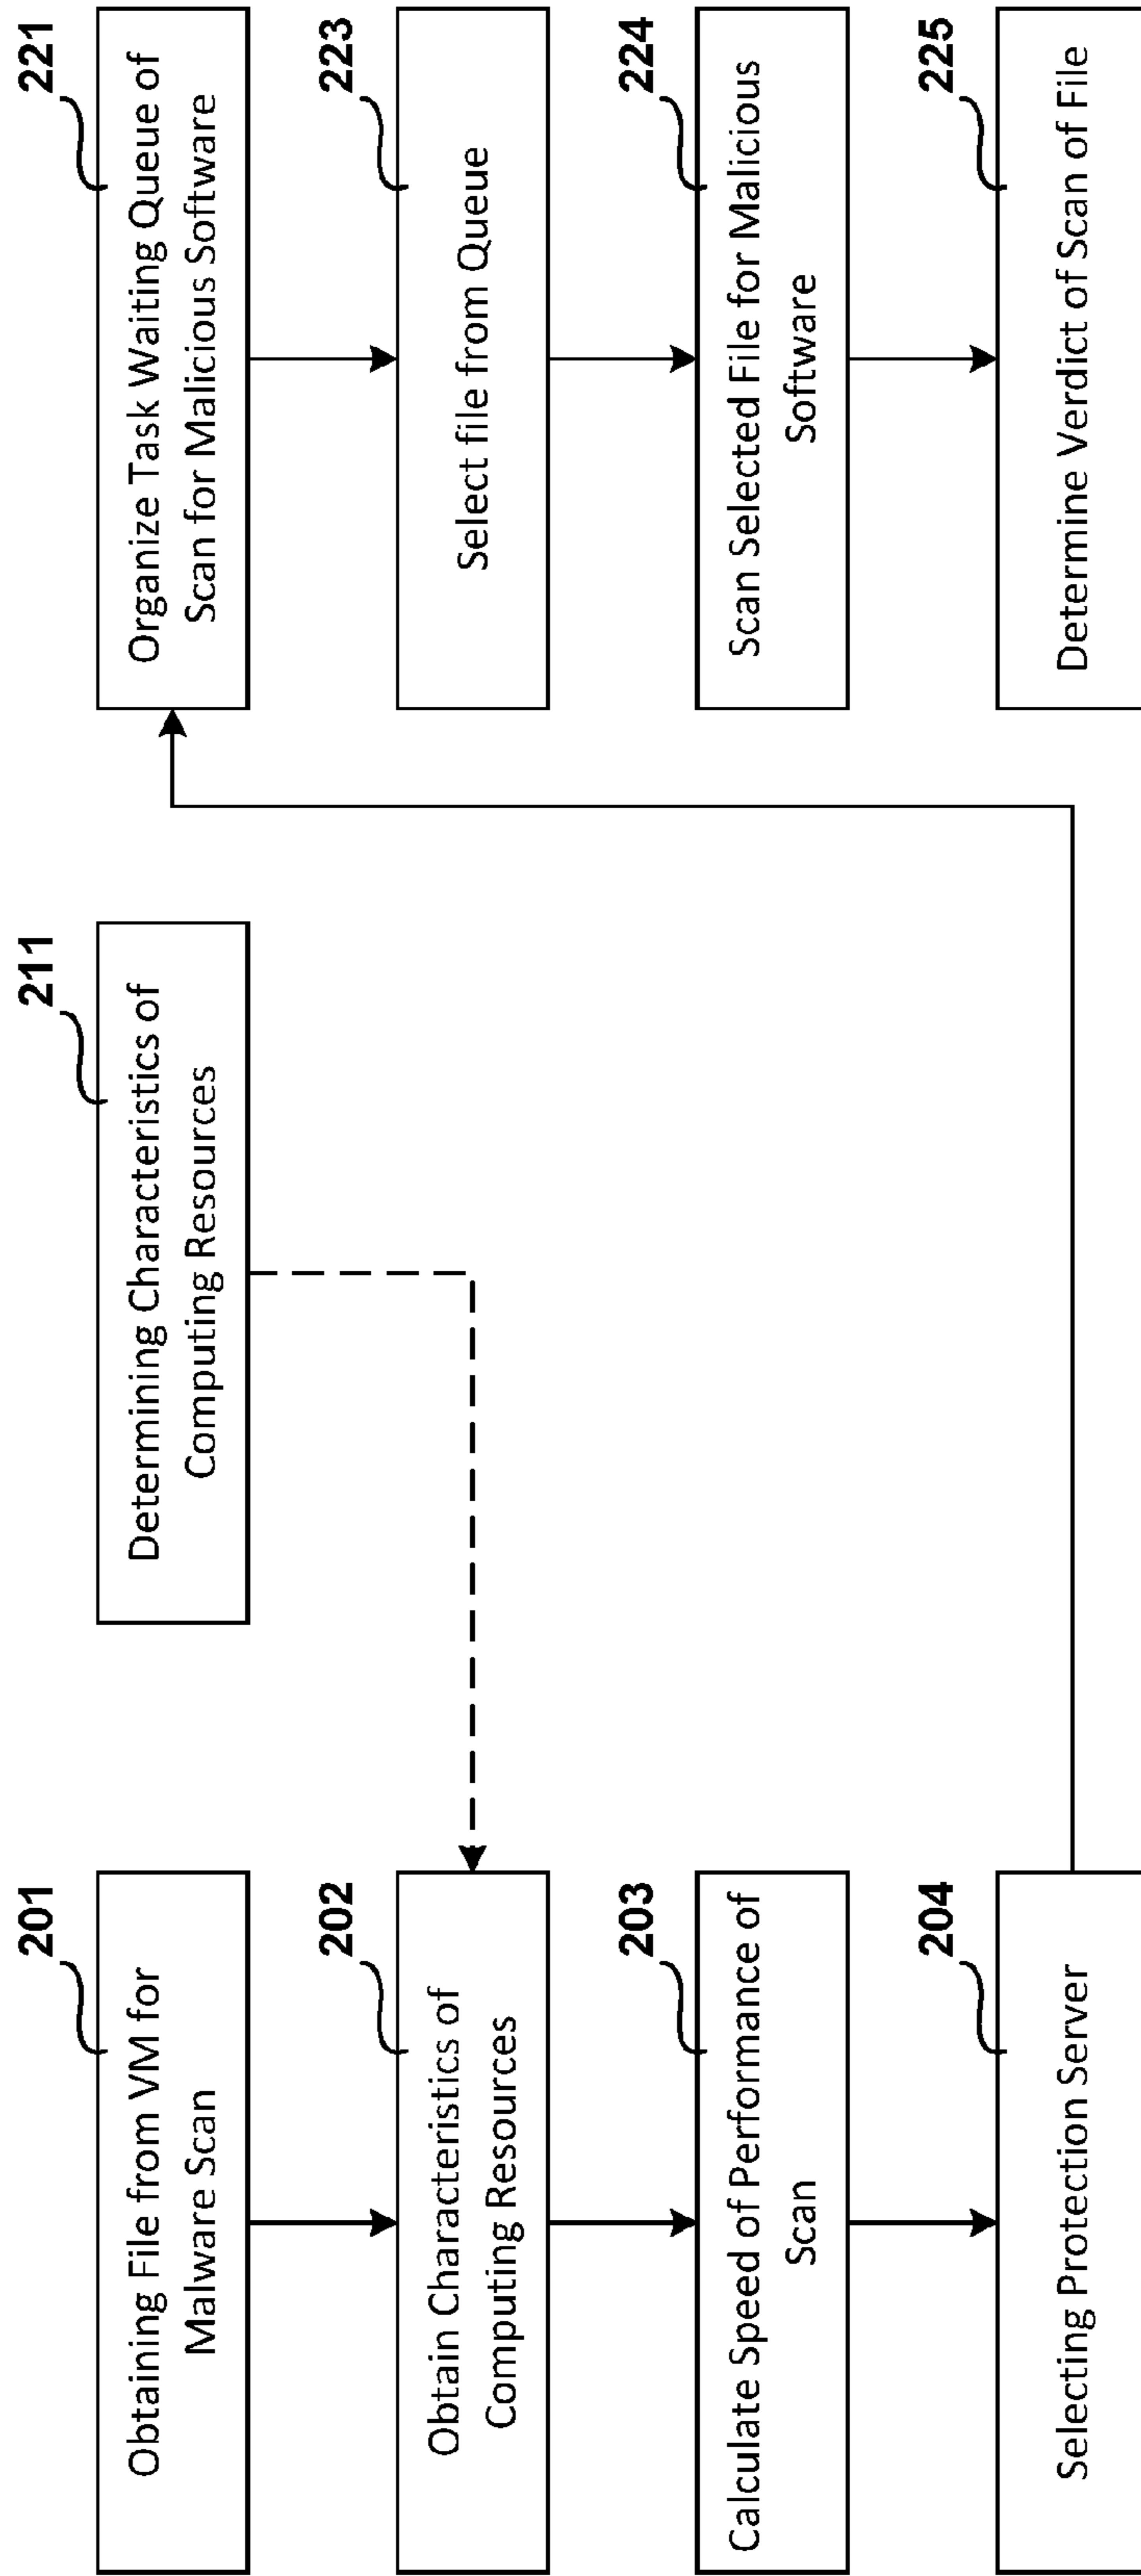 201
Obtaining File from VM for
Malware Scan
202
Obtain Characteristics of
Computing Resources
203
Calculate Speed of Performance of
Scan
204
Selecting Protection Server
211
Determining Characteristics of
Computing Resources
221
Organize Task Waiting Queue of
Scan for Malicious Software
223
Select file from Queue
224
Scan Selected File for Malicious
Software
225
Determine Verdict of Scan of File